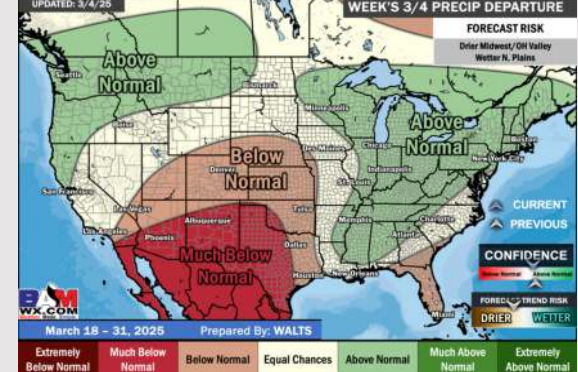 UPDATED: 3/4/25
WEEK'S 3/4 PRECIP DEPARTURE
FORECAST RISK
Drier Midwest/OH Valley
Wetter N. Plains
Above
Normal
Seattle
Bismarck
Minneapolis
Boise
Above
Normal
Boston
New York City
Chicago
Des Moines
Indianapolis
Below
Normal
Denver
St. Louis
San Francisco
Las Vegas
Tulsa
Memphis
Charlotte
Los Angeles
Albuquerque
Phoenix
Atlanta
Dallas
Much Below
Normal
Houston
New Orleans
Miami
CURRENT
PREVIOUS
CONFIDENCE
Below Normal
Above Normal
FORECAST TREND RISK
DRIER
WETTER
BAM
WX.COM
March 18 – 31, 2025
Prepared By: WALTS
Extremely
Below Normal
Much Below
Normal
Below Normal
Equal Chances
Above Normal
Much Above
Normal
Extremely
Above Normal